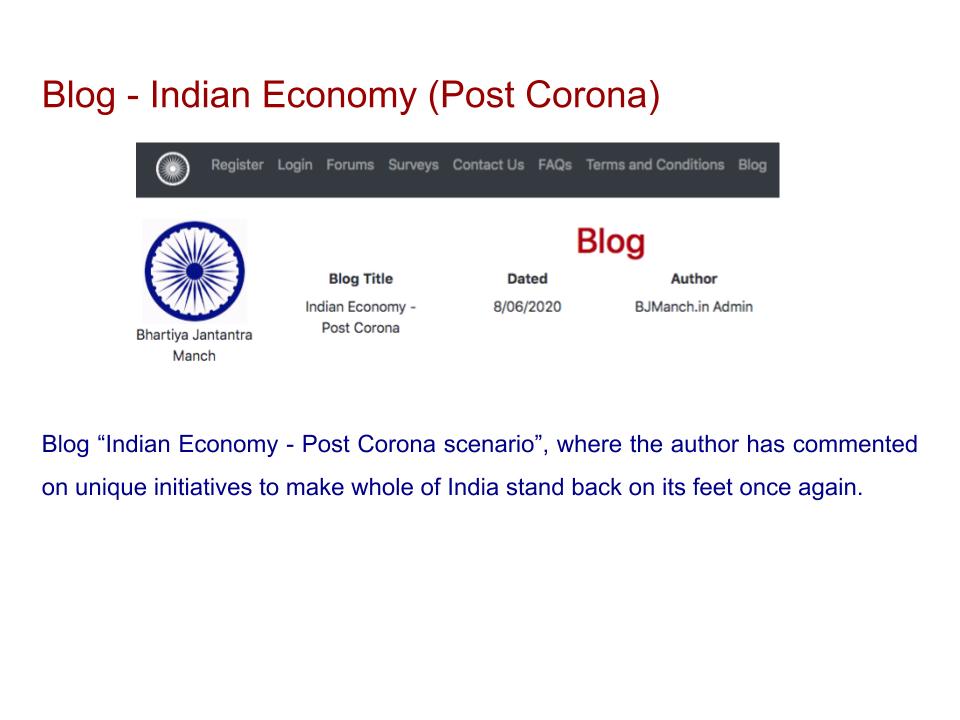 Blog - Indian Economy (Post Corona)
Register Login Forums Surveys Contact Us FAQs Terms and Conditions Blog
Blog
Blog Title Dated Author
Indian Economy - 8/06/2020 BJManch.in Admin
Post Corona
Bhartiya Jantantra
Manch
Blog “Indian Economy - Post Corona scenario”, where the author has commented
on unique initiatives to make whole of India stand back on its feet once again.